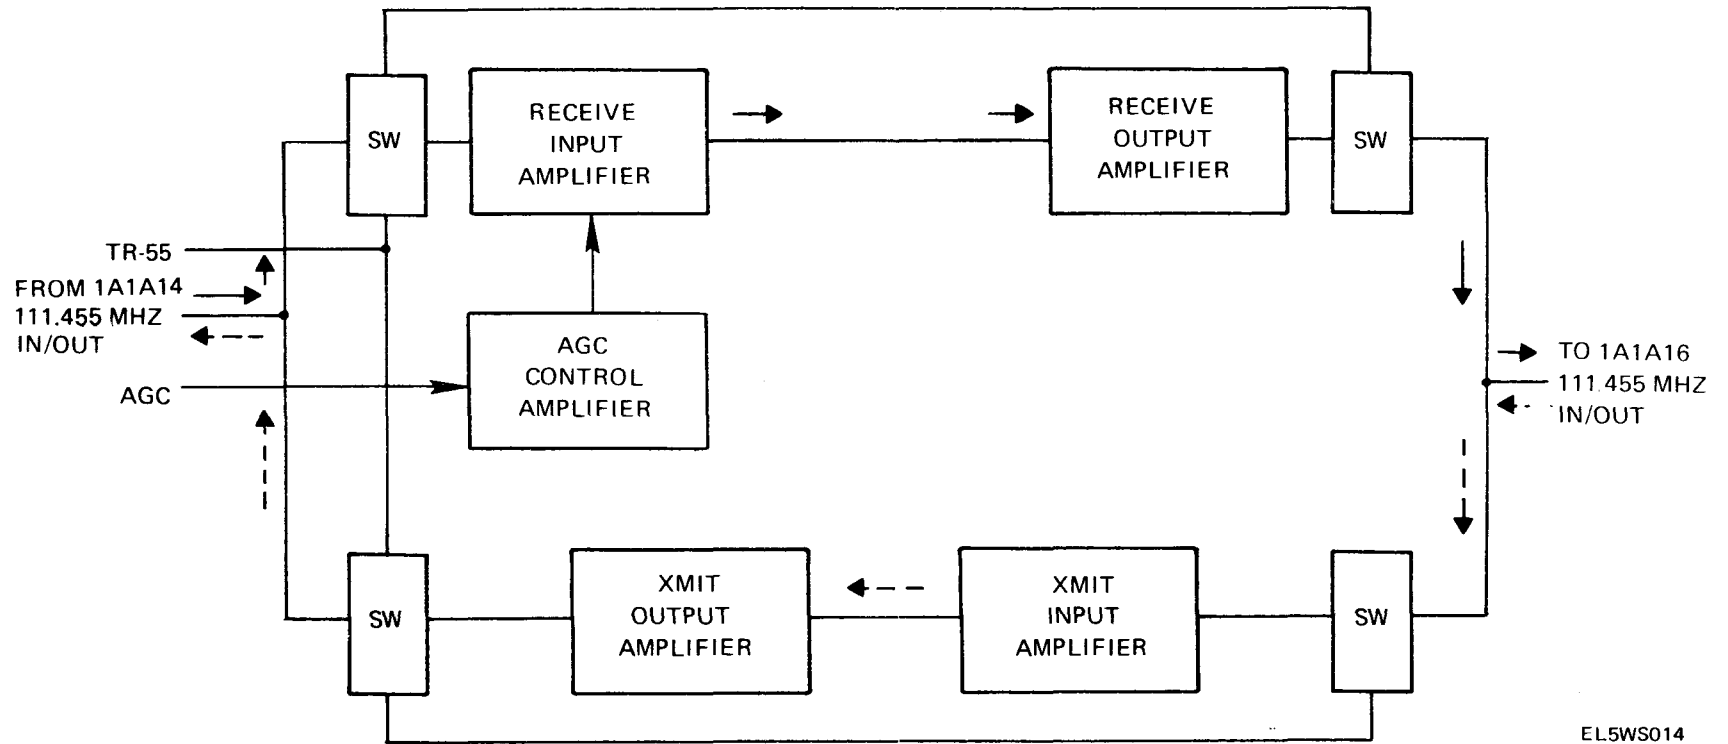 SW
RECEIVE
INPUT
AMPLIFIER
RECEIVE
OUTPUT
AMPLIFIER
SW
TR-55
FROM 1A1A14
111.455 MHZ
IN/OUT
AGC
AGC
CONTROL
AMPLIFIER
TO 1A1A16
111.455 MHZ
IN/OUT
SW
XMIT
OUTPUT
AMPLIFIER
XMIT
INPUT
AMPLIFIER
SW
EL5WS014